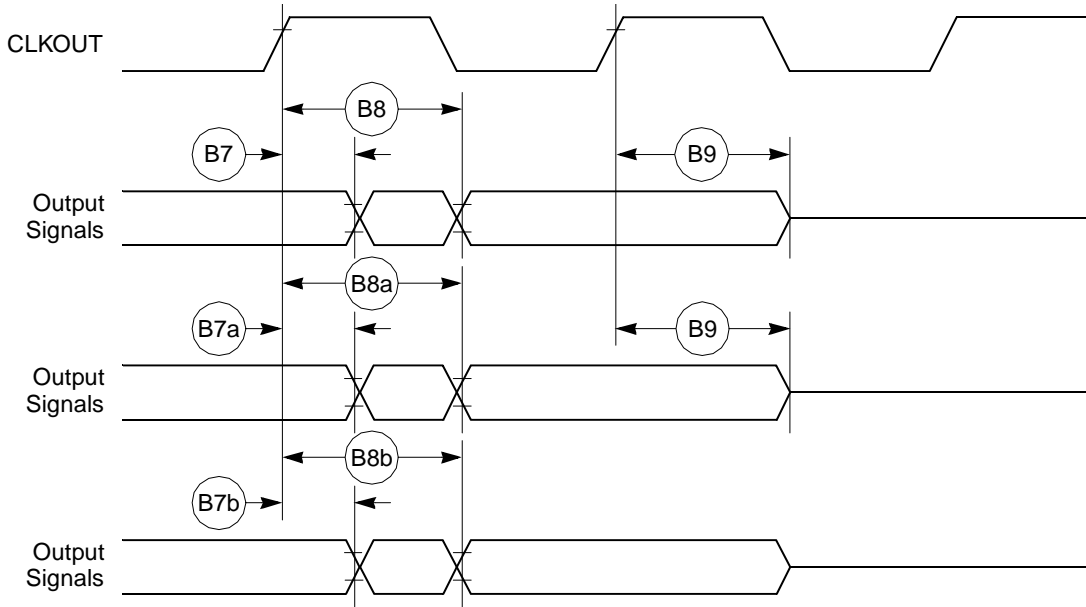 CLKOUT
B8
B7
B9
Output
Signals
B8a
B7a
B9
Output
Signals
B8b
B7b
Output
Signals